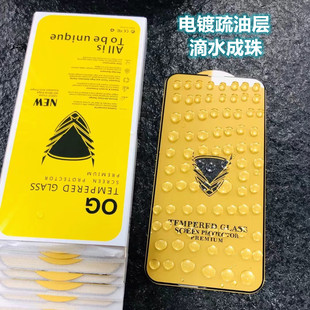 电镀疏油层
滴水成珠
All is
To be unique
NEW
OG
TEMPERED GLASS
SCREEN PROTECTOR
PREMIUM
TEMPERED GLASS
SCREEN PROTECTOR
PREMIUM